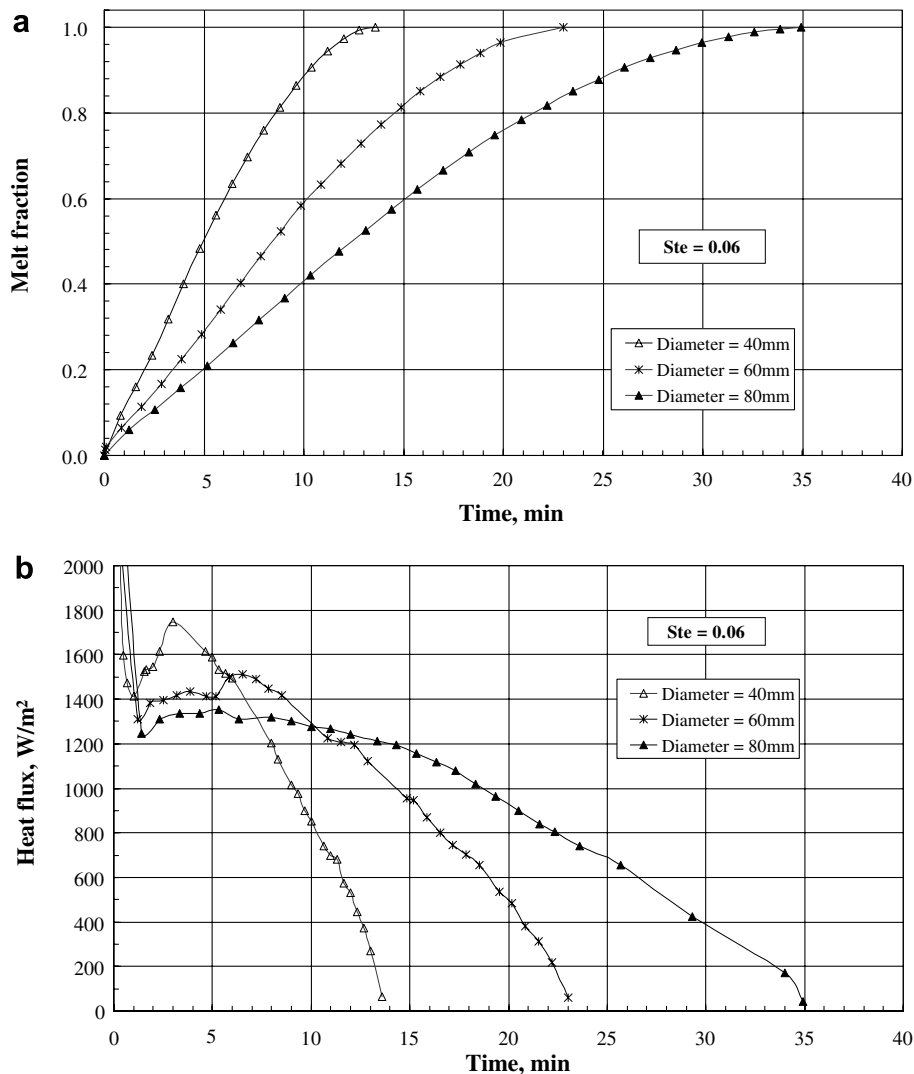 a
1.0
0.8
0.6
0.4
0.2
0.0
Melt fraction
Ste = 0.06
Diameter = 40mm
Diameter = 60mm
Diameter = 80mm
0 5 10 15 20 25 30 35 40
Time, min
b
2000
1800
1600
1400
1200
1000
800
600
400
200
0
Heat flux, W/m²
Ste = 0.06
Diameter = 40mm
Diameter = 60mm
Diameter = 80mm
0 5 10 15 20 25 30 35 40
Time, min